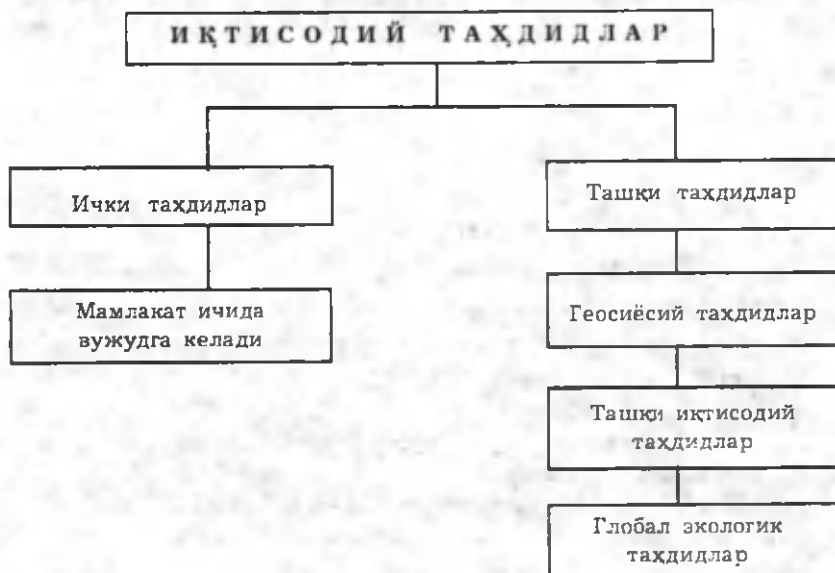 ИҚТИСОДИЙ ТАҲДИДЛАР
Ички таҳдидлар
Мамлакат ичида
вужудга келади
Ташқи таҳдидлар
Геосиёсий таҳдидлар
Ташқи иқтисодий
таҳдидлар
Глобал экологик
таҳдидлар